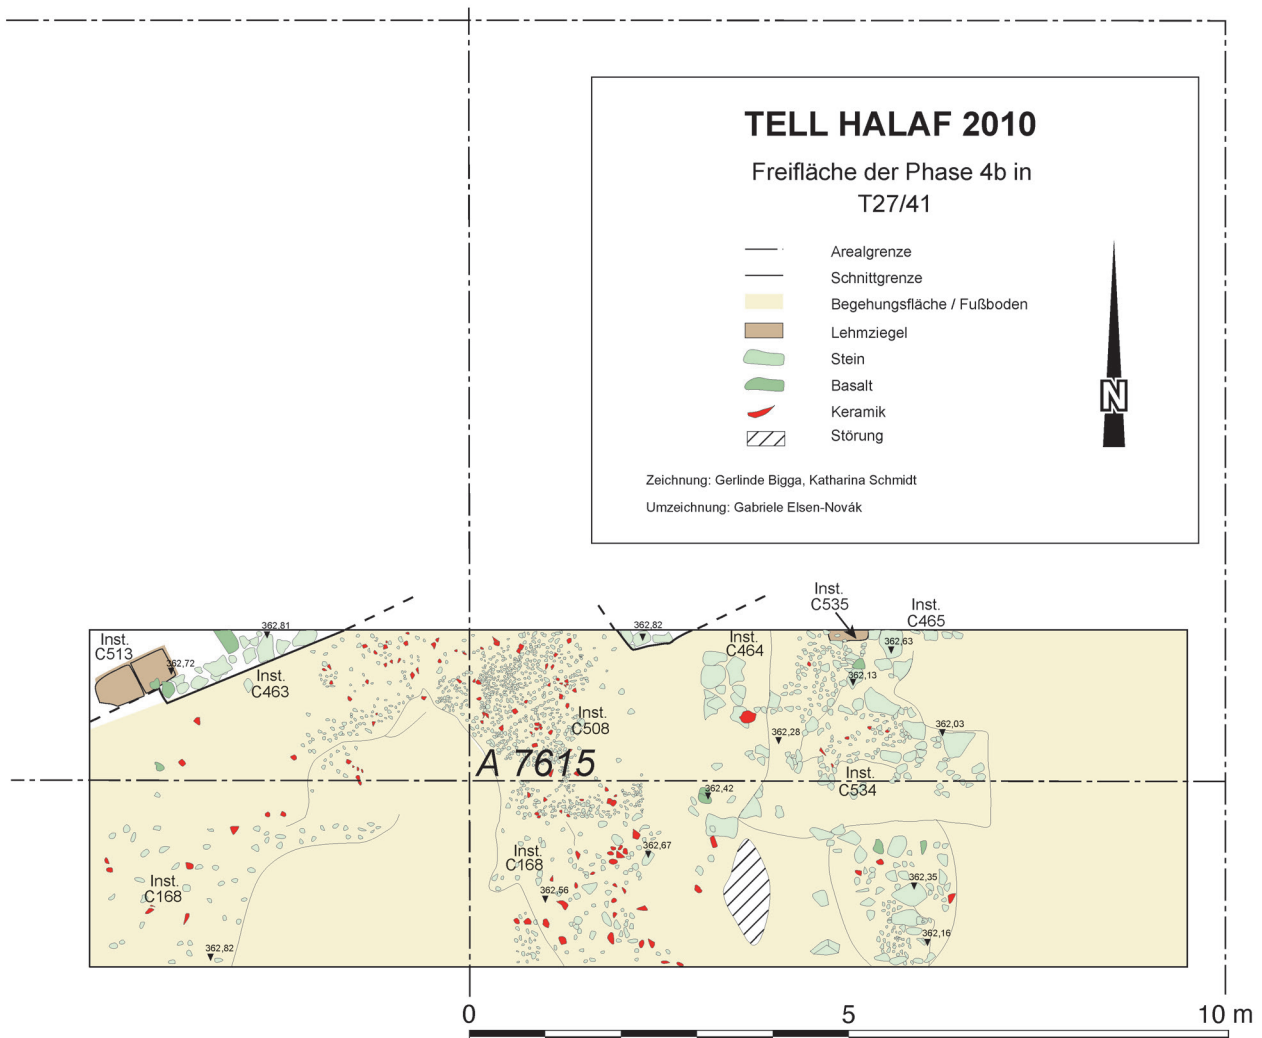 TELL HALAF 2010
Freifläche der Phase 4b in
T27/41
Arealgrenze
Schnittgrenze
Begehungsfläche / Fußboden
Lehmziegel
Stein
Basalt
Keramik
Störung
N
Zeichnung: Gerlinde Bigga, Katharina Schmidt
Umzeichnung: Gabriele Elsen-Novák
Inst.
C535
Inst.
C465
Inst.
C513
362,81
362,82
Inst.
C464
362,63
362,72
Inst.
C463
362,13
Inst.
C508
362,28
362,03
A 7615
Inst.
C534
362,42
Inst.
C168
362,67
Inst.
C168
362,56
362,35
362,16
362,82
0
5
10 m